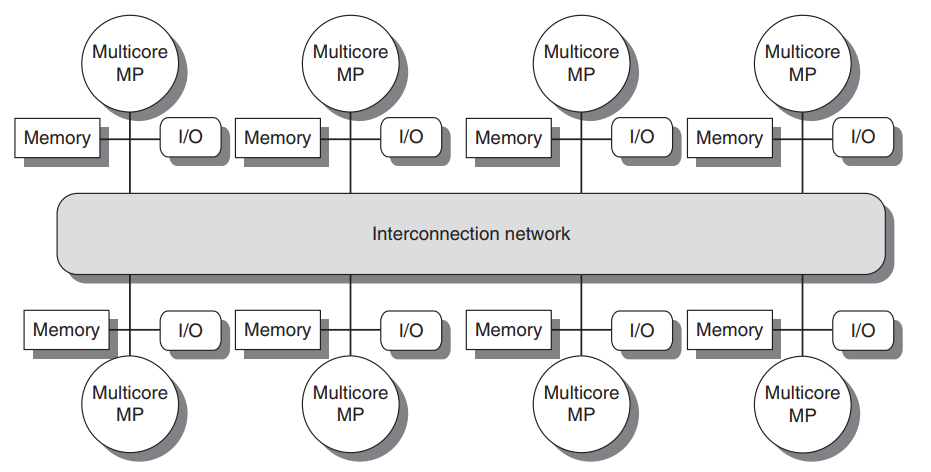 Multicore Multicore Multicore Multicore
MP MP MP MP
Memory I/O Memory I/O Memory I/O Memory I/O
Interconnection network
Memory I/O Memory I/O Memory I/O Memory I/O
Multicore Multicore Multicore Multicore
MP MP MP MP